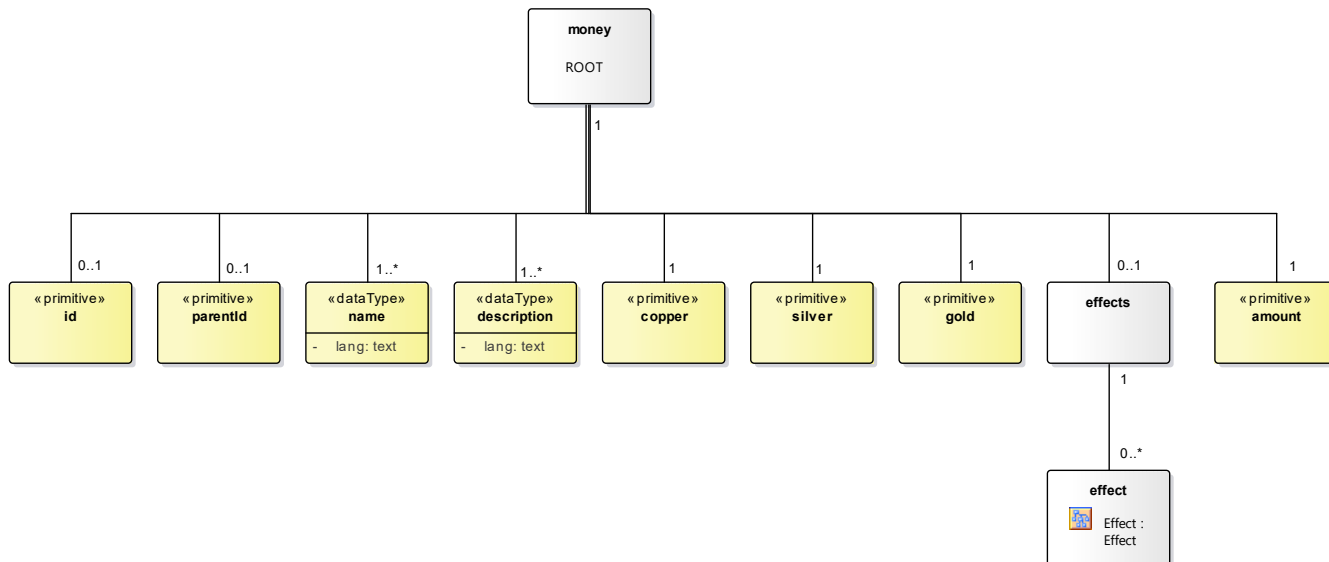 money
ROOT
1
0..1
0..1
1..*
1..*
1
1
1
0..1
1
«primitive»
id
«primitive»
parentId
«dataType»
name
- lang: text
«dataType»
description
- lang: text
«primitive»
copper
«primitive»
silver
«primitive»
gold
effects
«primitive»
amount
1
0..*
effect
Effect :
Effect